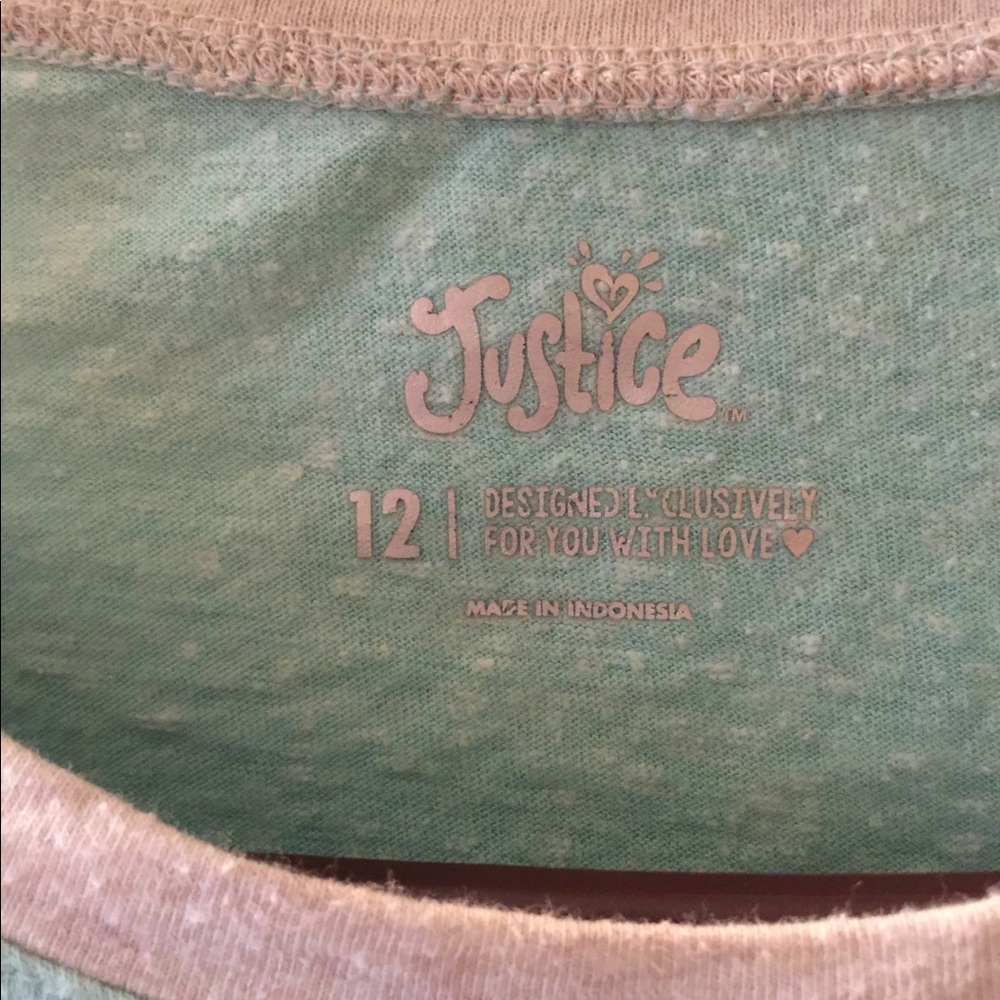 Justice™
12 | DESIGNED EXCLUSIVELY
FOR YOU WITH LOVE ♥
MADE IN INDONESIA